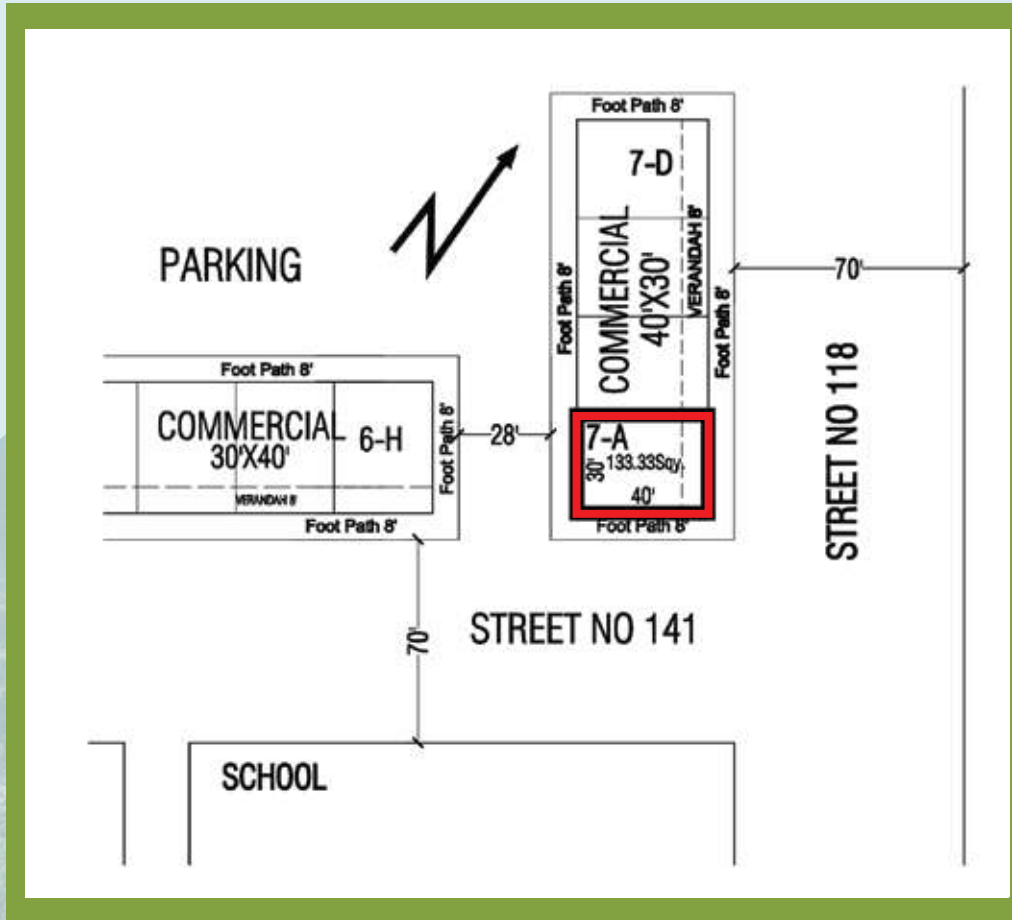 Foot Path 8'
7-D
COMMERCIAL
40'X30'
VERANDAH 8'
Foot Path 8'
Foot Path 8'
70'
PARKING
STREET NO 118
Foot Path 8'
COMMERCIAL
30'X40'
6-H
VERANDAH 8'
Foot Path 8'
Foot Path 8'
28'
7-A
30'
133.33Sqy.
40'
Foot Path 8'
70'
STREET NO 141
SCHOOL